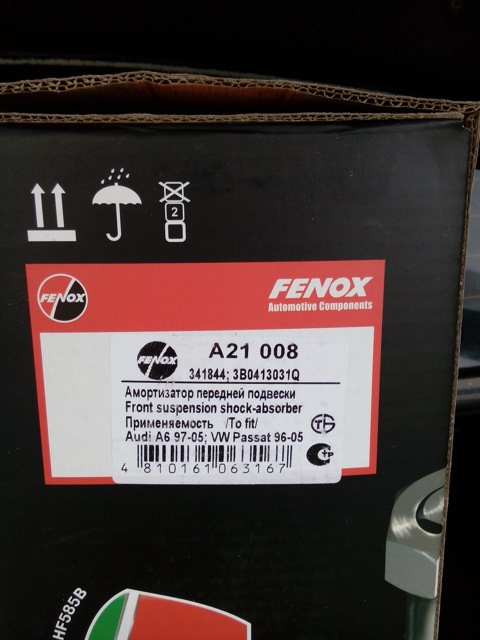 2
FENOX
FENOX
Automotive Components
FENOX
A21 008
341844; 3B0413031Q
Амортизатор передней подвески
Front suspension shock-absorber
Применяемость /To fit/
Audi A6 97-05; VW Passat 96-05
4 810161 063167
HF585B